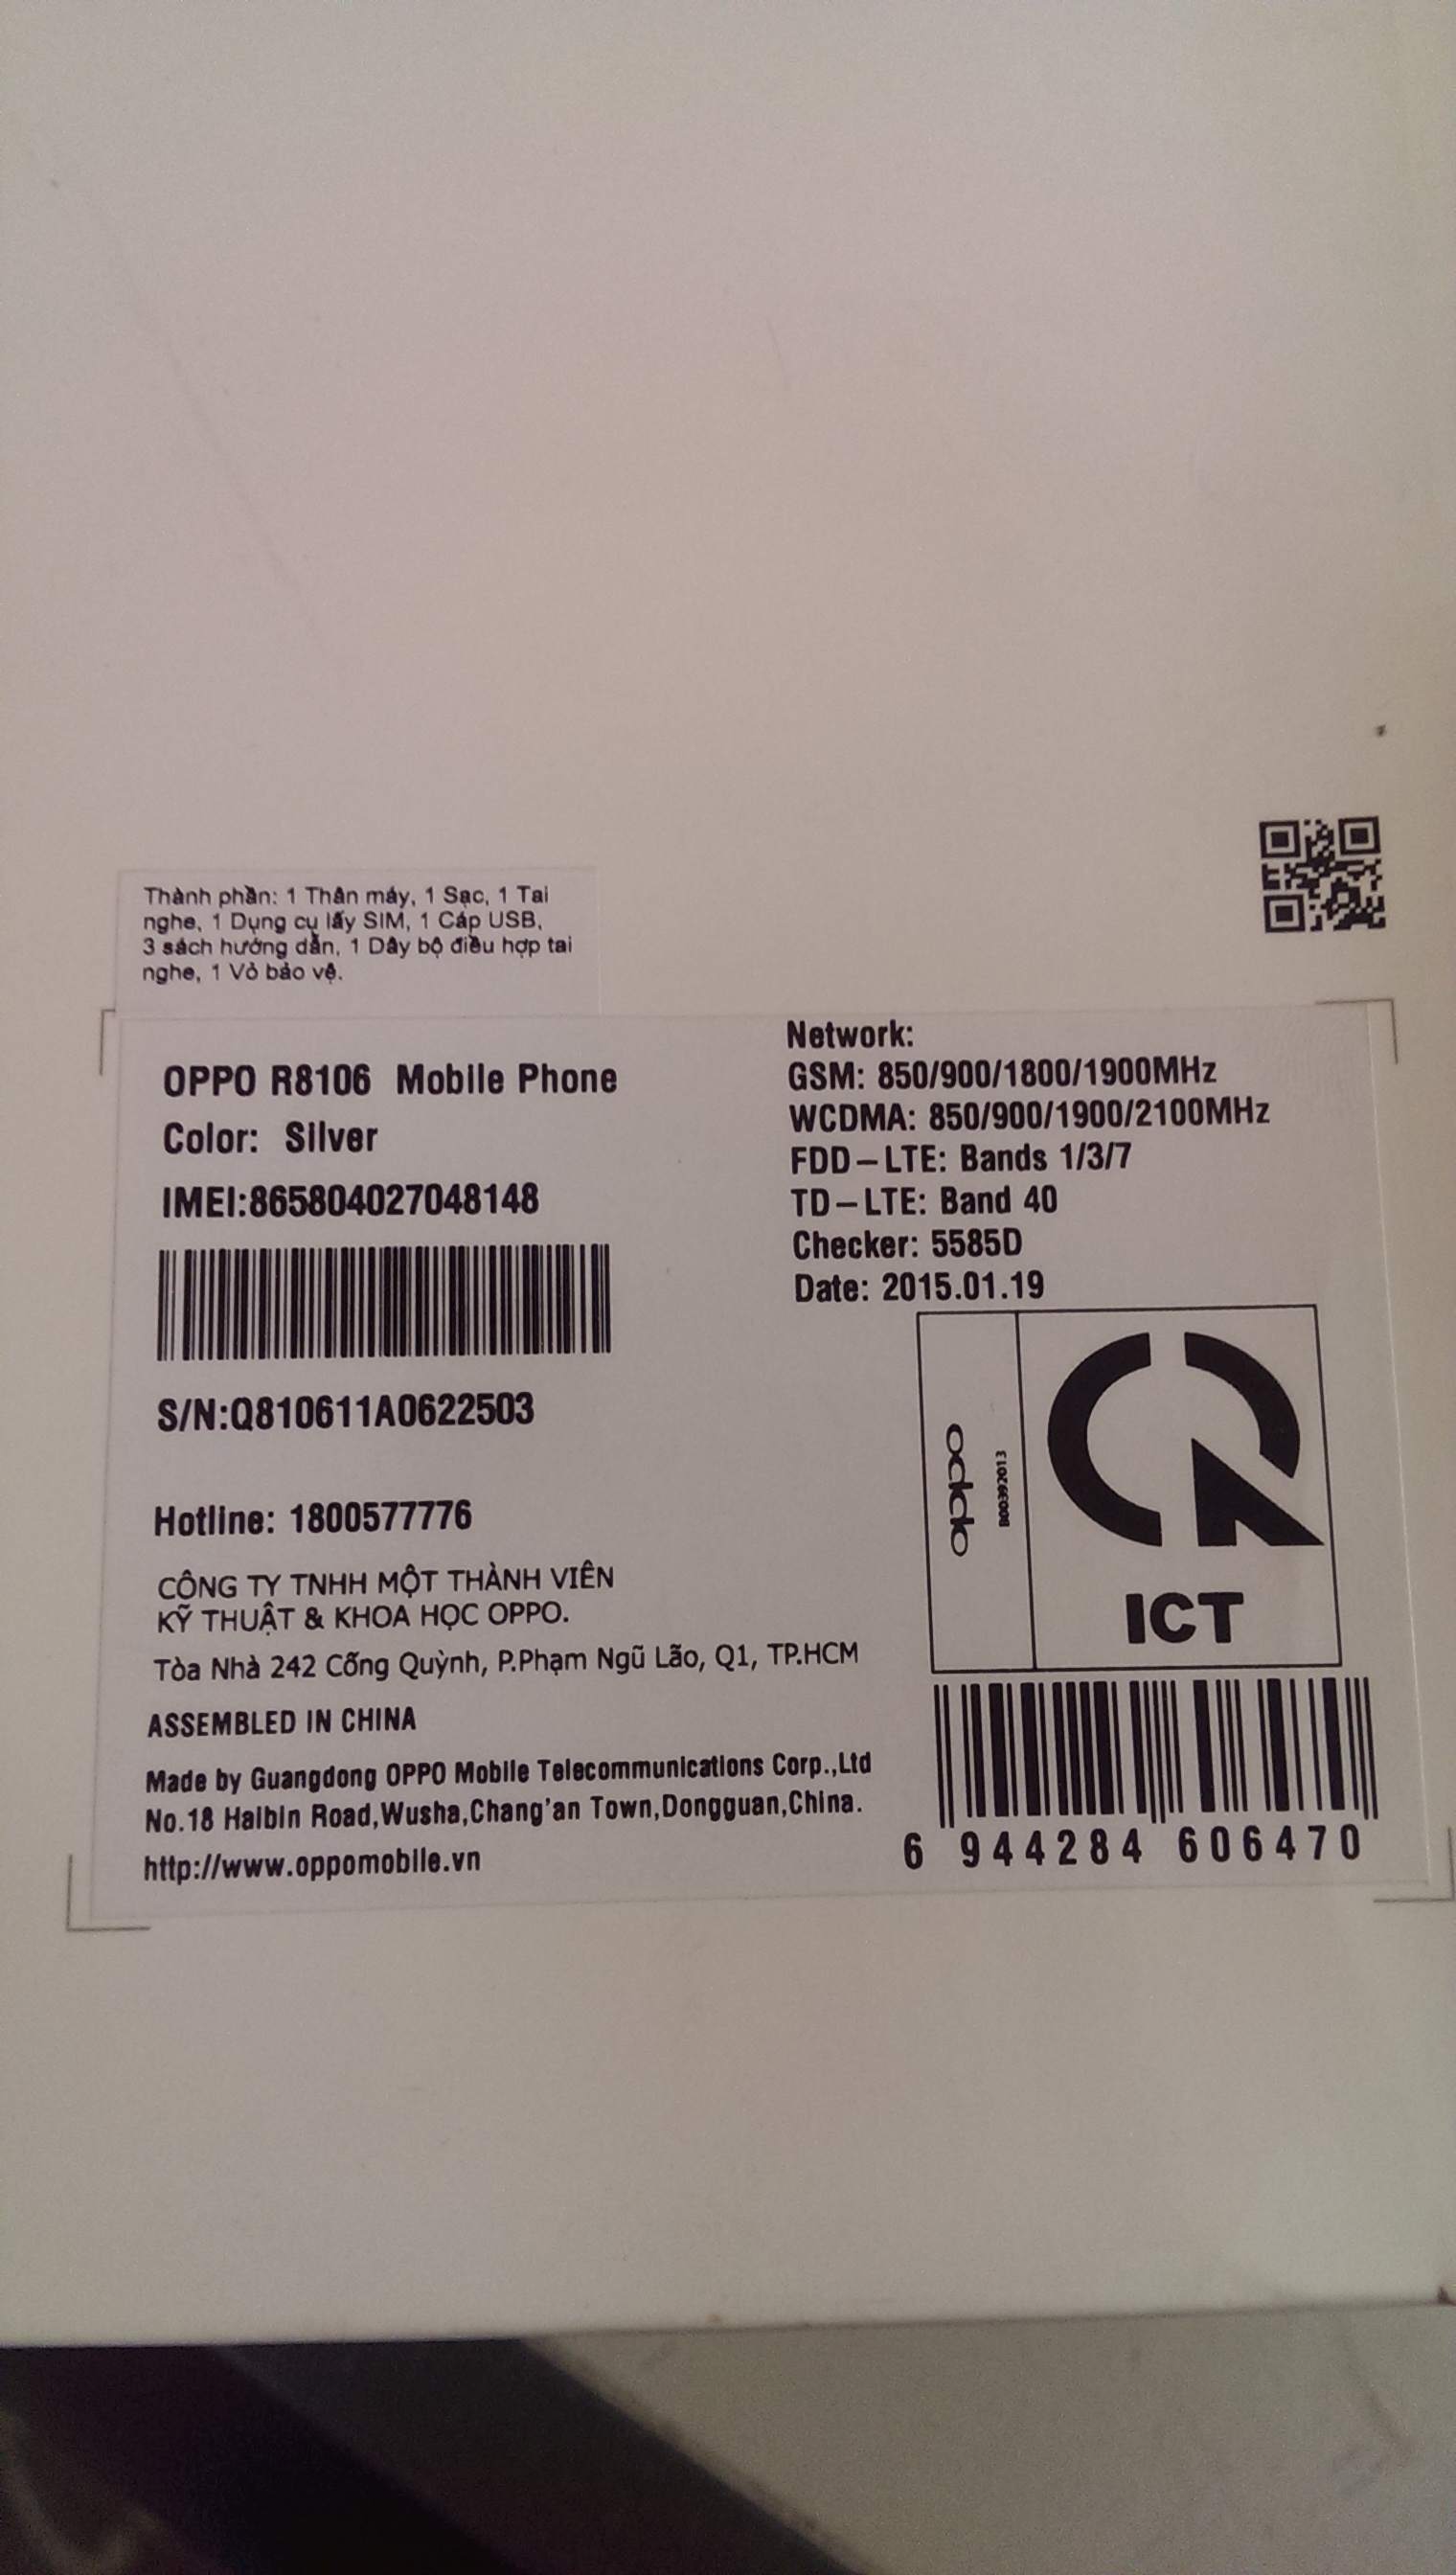 Thành phần: 1 Thân máy, 1 Sạc, 1 Tai
nghe, 1 Dụng cụ lấy SIM, 1 Cáp USB,
3 sách hướng dẫn, 1 Dây bộ điều hợp tai
nghe, 1 Vỏ bảo vệ.
OPPO R8106 Mobile Phone
Color: Silver
IMEI:865804027048148
S/N:Q810611A0622503
Hotline: 1800577776
CÔNG TY TNHH MỘT THÀNH VIÊN
KỸ THUẬT & KHOA HỌC OPPO.
Tòa Nhà 242 Cống Quỳnh, P.Phạm Ngũ Lão, Q1, TP.HCM
ASSEMBLED IN CHINA
Made by Guangdong OPPO Mobile Telecommunications Corp.,Ltd
No.18 Haibin Road,Wusha,Chang'an Town,Dongguan,China.
http://www.oppomobile.vn
Network:
GSM: 850/900/1800/1900MHz
WCDMA: 850/900/1900/2100MHz
FDD-LTE: Bands 1/3/7
TD-LTE: Band 40
Checker: 5585D
Date: 2015.01.19
oppo
B00392013
ICT
6 944284 606470